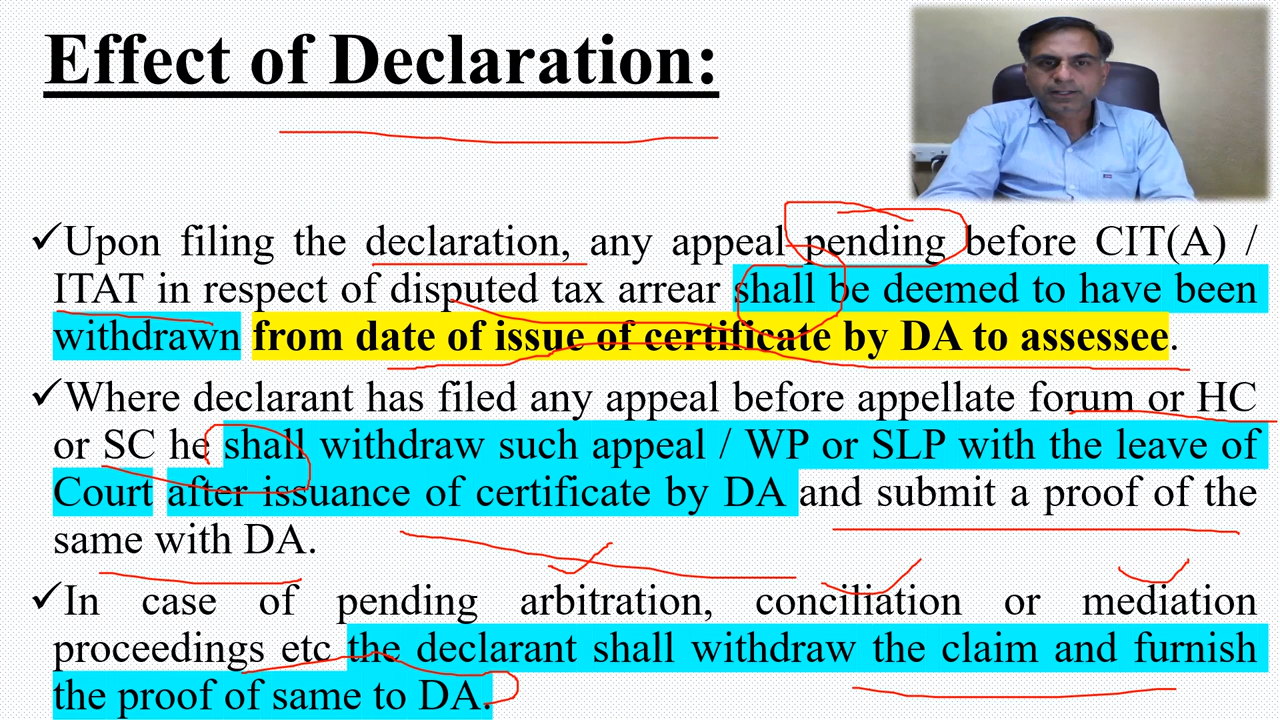 Effect of Declaration:
✓Upon filing the declaration, any appeal pending before CIT(A) /
ITAT in respect of disputed tax arrear shall be deemed to have been
withdrawn from date of issue of certificate by DA to assessee.
✓Where declarant has filed any appeal before appellate forum or HC
or SC he shall withdraw such appeal / WP or SLP with the leave of
Court after issuance of certificate by DA and submit a proof of the
same with DA.
✓In case of pending arbitration, conciliation or mediation
proceedings etc the declarant shall withdraw the claim and furnish
the proof of same to DA.